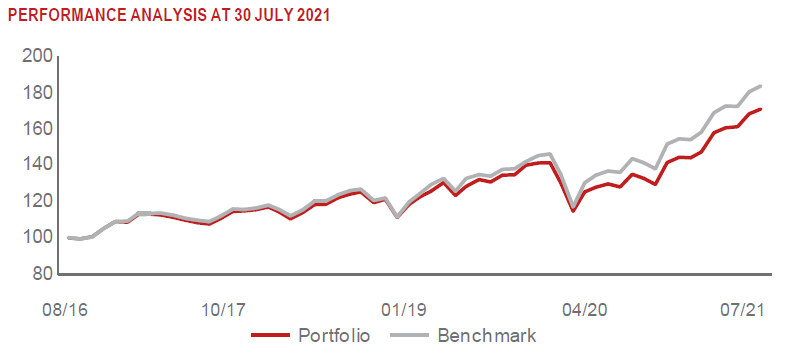 PERFORMANCE ANALYSIS AT 30 JULY 2021
200
180
160
140
120
100
80
08/16 10/17 01/19 04/20 07/21
Portfolio Benchmark